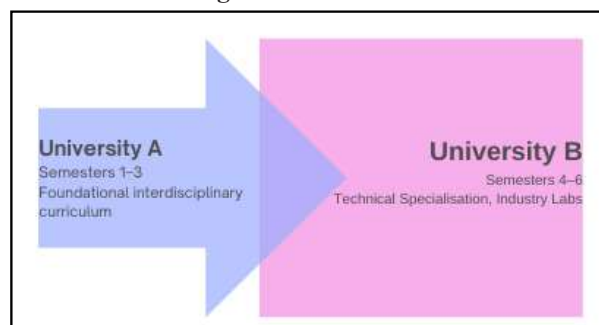 University A
Semesters 1–3
Foundational interdisciplinary
curriculum
University B
Semesters 4–6
Technical Specialisation, Industry Labs